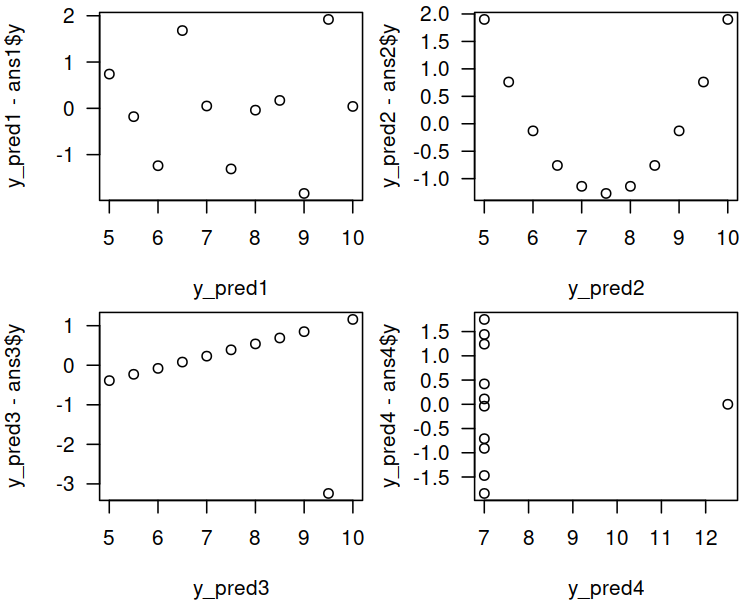 y_pred1 - ans1$y
2
1
0
-1
5 6 7 8 9 10
y_pred1
y_pred2 - ans2$y
2.0
1.5
1.0
0.5
0.0
-0.5
-1.0
5 6 7 8 9 10
y_pred2
y_pred3 - ans3$y
1
0
-1
-2
-3
5 6 7 8 9 10
y_pred3
y_pred4 - ans4$y
1.5
1.0
0.5
0.0
-0.5
-1.0
-1.5
7 8 9 10 11 12
y_pred4